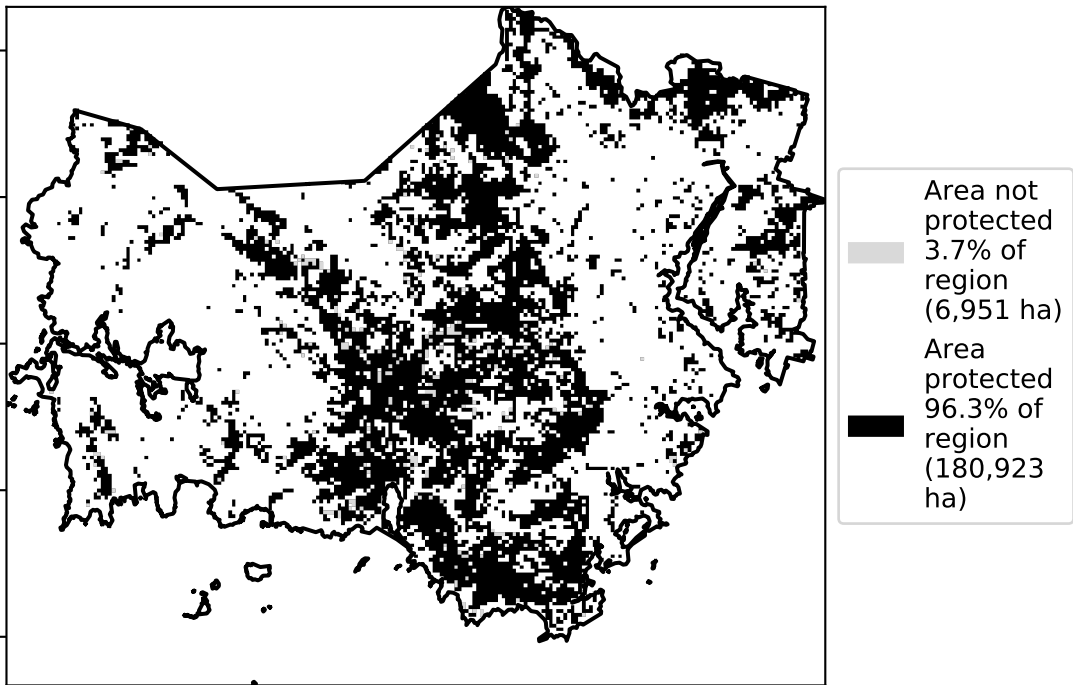 Area not
protected
3.7% of
region
(6,951 ha)
Area
protected
96.3% of
region
(180,923
ha)